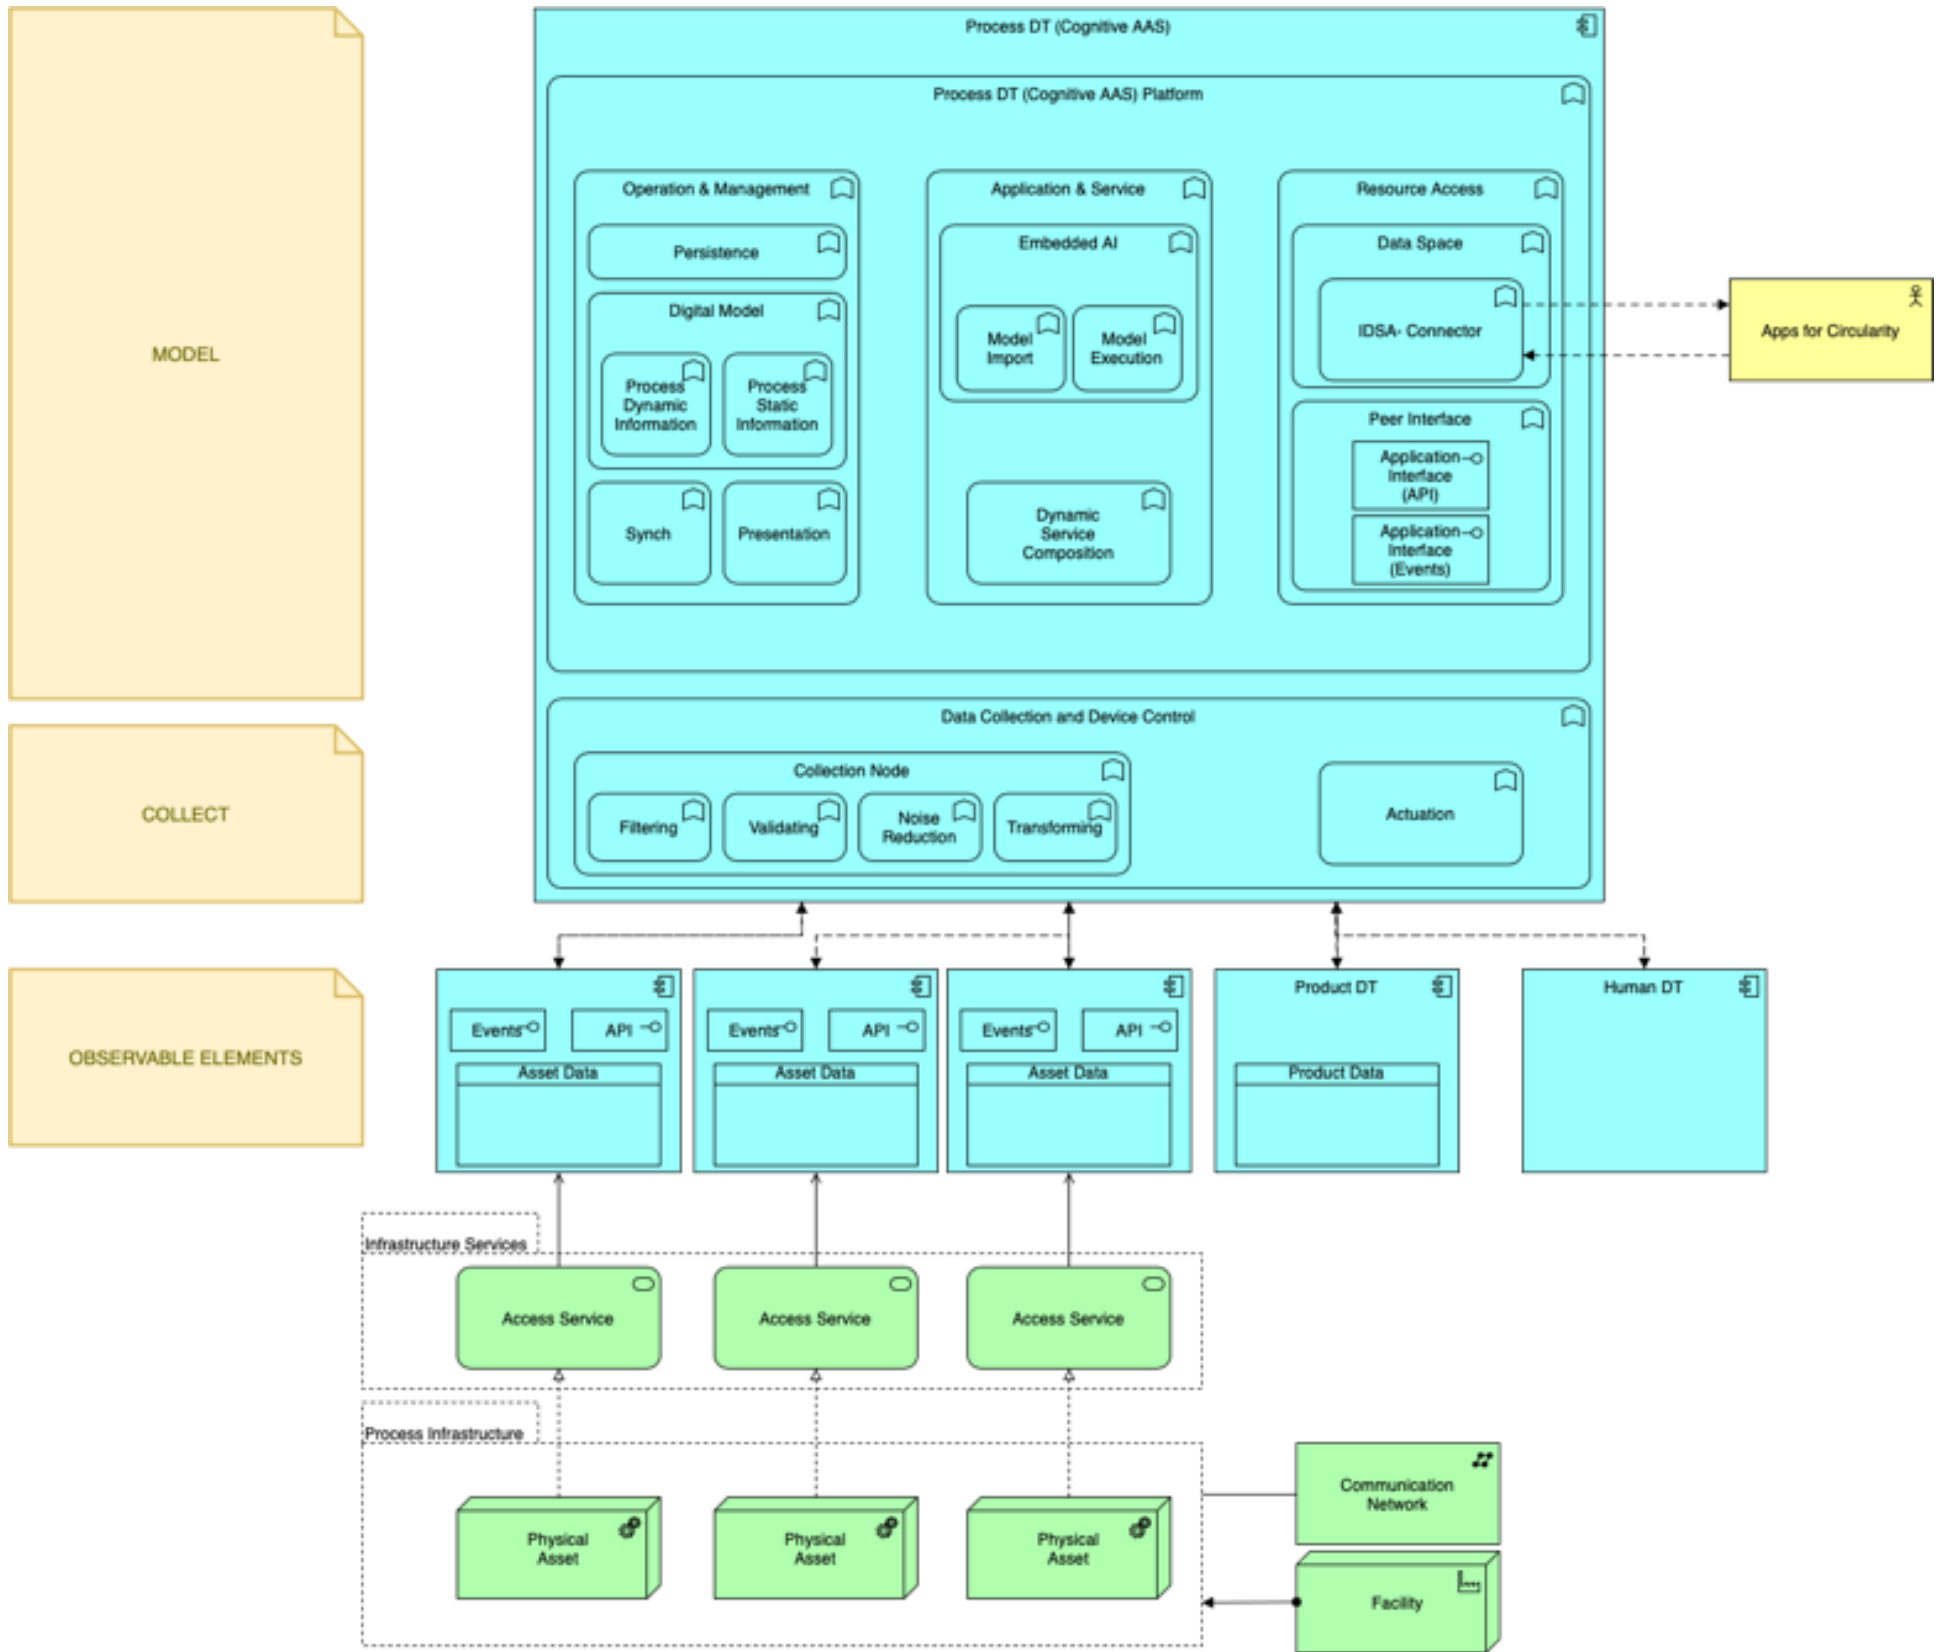 Process DT (Cognitive AAS)
Process DT (Cognitive AAS) Platform
MODEL
Operation & Management
Persistence
Digital Model
Process
Dynamic
Information
Process
Static
Information
Synch
Presentation
Application & Service
Embedded AI
Model
Import
Model
Execution
Dynamic
Service
Composition
Resource Access
Data Space
IDSA- Connector
Peer Interface
Application
Interface
(API)
Application
Interface
(Events)
Apps for Circularity
COLLECT
Data Collection and Device Control
Collection Node
Filtering
Validating
Noise
Reduction
Transforming
Actuation
OBSERVABLE ELEMENTS
Events
API
Asset Data
Events
API
Asset Data
Events
API
Asset Data
Product DT
Product Data
Human DT
Infrastructure Services
Access Service
Access Service
Access Service
Process Infrastructure
Physical
Asset
Physical
Asset
Physical
Asset
Communication
Network
Facility